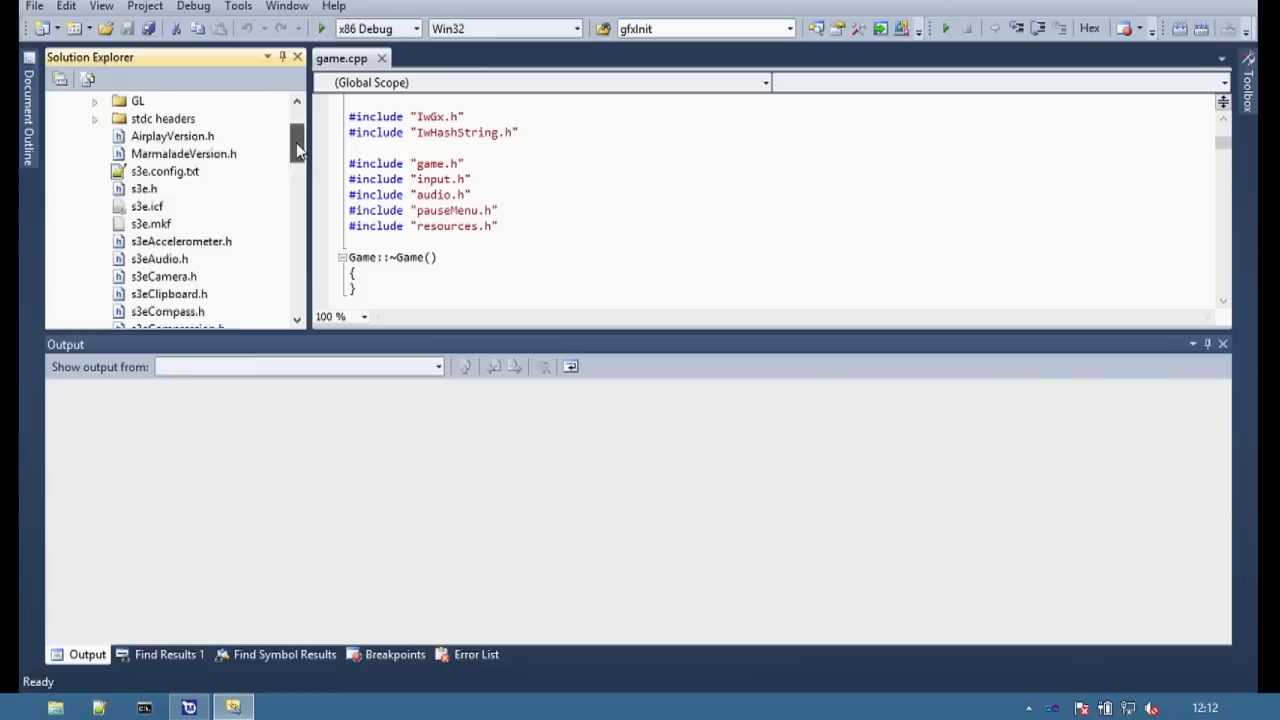 File Edit View Project Debug Tools Window Help
x86 Debug Win32 gfxInit Hex
Solution Explorer
game.cpp
(Global Scope)
GL
stdc headers
AirplayVersion.h
MarmaladeVersion.h
s3e.config.txt
s3e.h
s3e.icf
s3e.mkf
s3eAccelerometer.h
s3eAudio.h
s3eCamera.h
s3eClipboard.h
s3eCompass.h
#include "IwGx.h"
#include "IwHashString.h"
#include "game.h"
#include "input.h"
#include "audio.h"
#include "pauseMenu.h"
#include "resources.h"
Game::~Game()
{
}
100 %
Document Outline
Toolbox
Output
Show output from:
Output Find Results 1 Find Symbol Results Breakpoints Error List
Ready
12:12